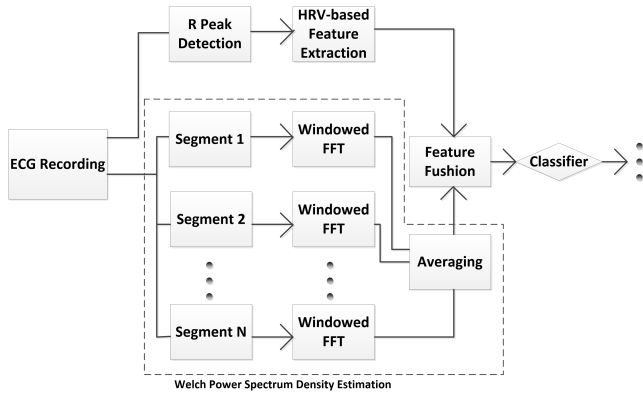 R Peak
Detection
HRV-based
Feature
Extraction
ECG Recording
Segment 1
Windowed
FFT
Feature
Fushion
Classifier
Segment 2
Windowed
FFT
Averaging
Segment N
Windowed
FFT
Welch Power Spectrum Density Estimation